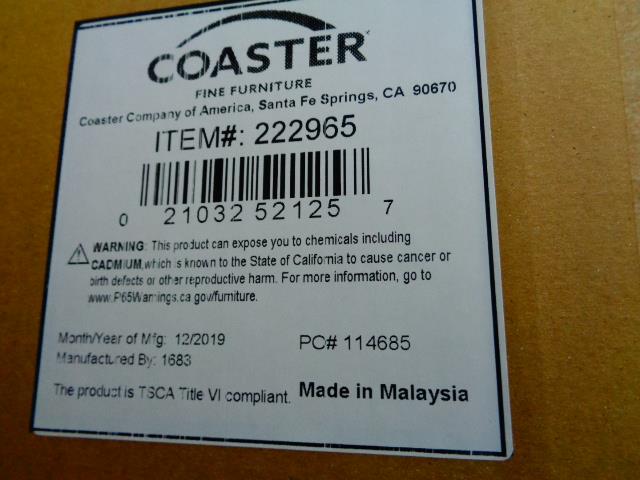 COASTER
FINE FURNITURE
Coaster Company of America, Santa Fe Springs, CA 90670
ITEM#: 222965
0 21032 52125 7
WARNING: This product can expose you to chemicals including
CADMIUM,which is known to the State of California to cause cancer or
birth defects or other reproductive harm. For more information, go to
www.P65Warnings.ca.gov/furniture.
Month/Year of Mfg: 12/2019 PC# 114685
Manufactured By: 1683
The product is TSCA Title VI compliant. Made in Malaysia